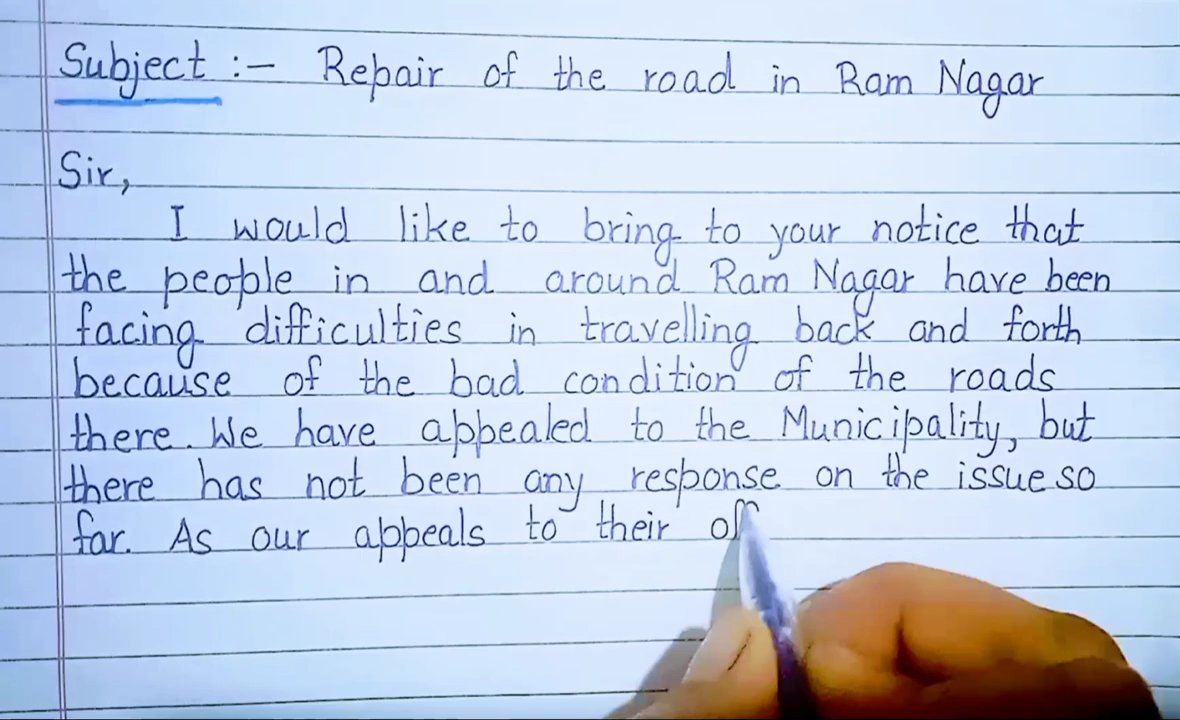 Subject :- Repair of the road in Ram Nagar
Sir,
I would like to bring to your notice that
the people in and around Ram Nagar have been
facing difficulties in travelling back and forth
because of the bad condition of the roads
there. We have appealed to the Municipality, but
there has not been any response on the issue so
far. As our appeals to their